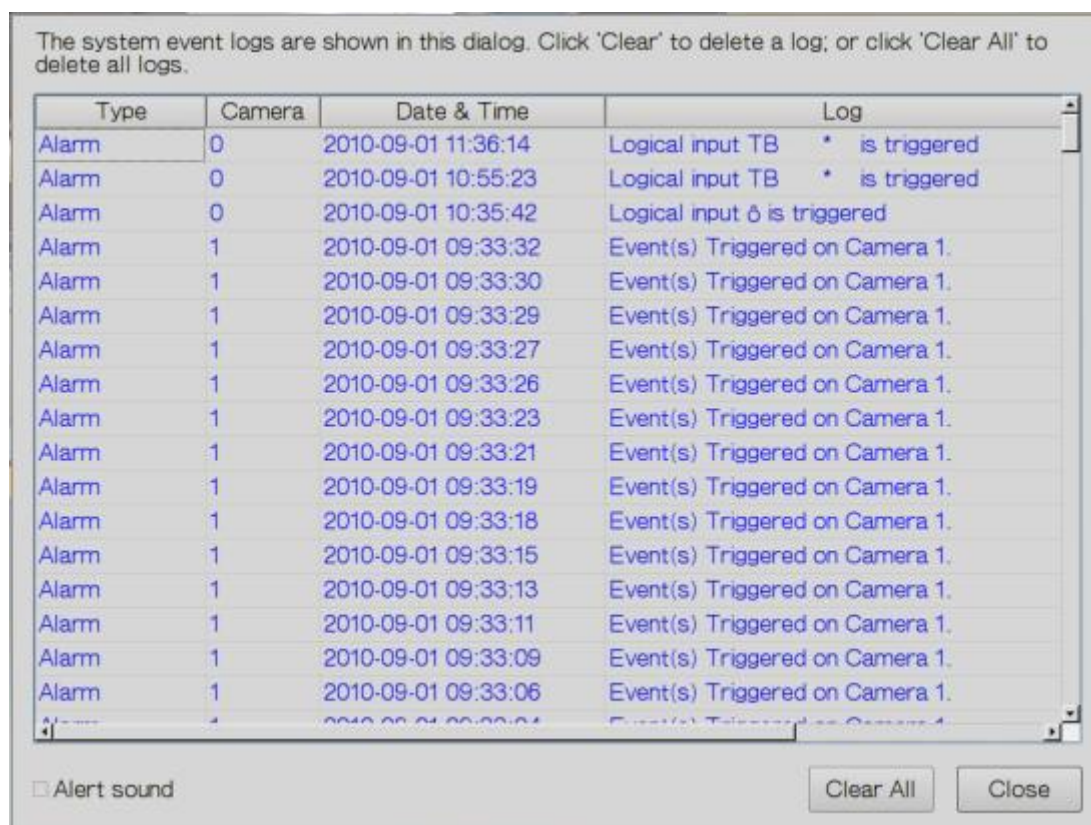 The system event logs are shown in this dialog. Click 'Clear' to delete a log; or click 'Clear All' to
delete all logs.
Type Camera Date & Time Log
Alarm 0 2010-09-01 11:36:14 Logical input TB * is triggered
Alarm 0 2010-09-01 10:55:23 Logical input TB * is triggered
Alarm 0 2010-09-01 10:35:42 Logical input ô is triggered
Alarm 1 2010-09-01 09:33:32 Event(s) Triggered on Camera 1.
Alarm 1 2010-09-01 09:33:30 Event(s) Triggered on Camera 1.
Alarm 1 2010-09-01 09:33:29 Event(s) Triggered on Camera 1.
Alarm 1 2010-09-01 09:33:27 Event(s) Triggered on Camera 1.
Alarm 1 2010-09-01 09:33:26 Event(s) Triggered on Camera 1.
Alarm 1 2010-09-01 09:33:23 Event(s) Triggered on Camera 1.
Alarm 1 2010-09-01 09:33:21 Event(s) Triggered on Camera 1.
Alarm 1 2010-09-01 09:33:19 Event(s) Triggered on Camera 1.
Alarm 1 2010-09-01 09:33:18 Event(s) Triggered on Camera 1.
Alarm 1 2010-09-01 09:33:15 Event(s) Triggered on Camera 1.
Alarm 1 2010-09-01 09:33:13 Event(s) Triggered on Camera 1.
Alarm 1 2010-09-01 09:33:11 Event(s) Triggered on Camera 1.
Alarm 1 2010-09-01 09:33:09 Event(s) Triggered on Camera 1.
Alarm 1 2010-09-01 09:33:06 Event(s) Triggered on Camera 1.
Alert sound Clear All Close